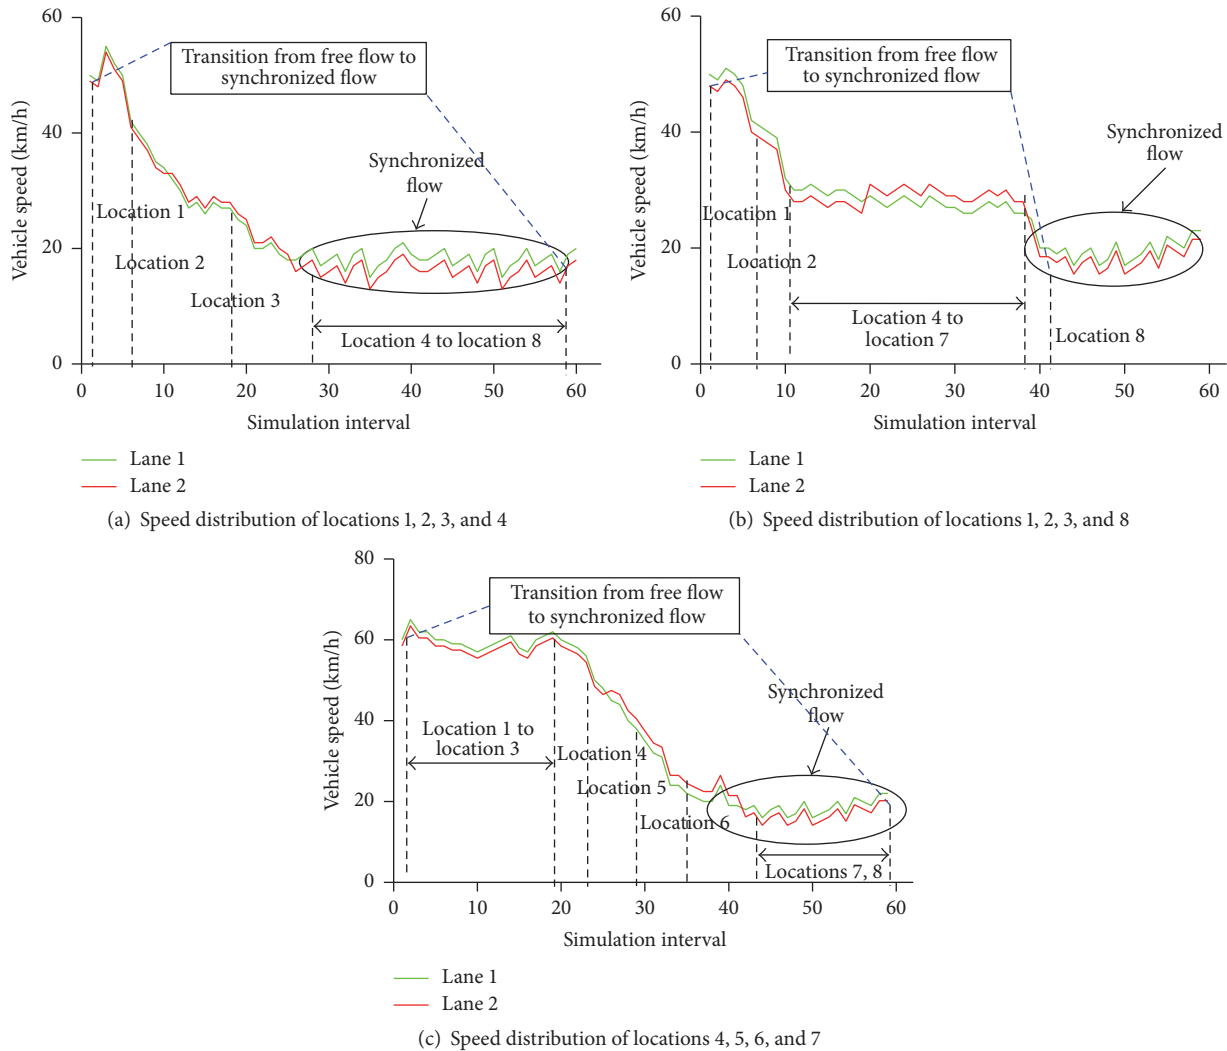 60
40
20
0
Vehicle speed (km/h)
Transition from free flow to
synchronized flow
Synchronized
flow
Location 1
Location 2
Location 3
Location 4 to location 8
0 10 20 30 40 50 60
Simulation interval
Lane 1
Lane 2
(a) Speed distribution of locations 1, 2, 3, and 4
60
40
20
0
Vehicle speed (km/h)
Transition from free flow
to synchronized flow
Synchronized
flow
Location 1
Location 2
Location 4 to
location 7
Location 8
0 10 20 30 40 50 60
Simulation interval
Lane 1
Lane 2
(b) Speed distribution of locations 1, 2, 3, and 8
80
60
40
20
0
Vehicle speed (km/h)
Transition from free flow
to synchronized flow
Synchronized
flow
Location 1 to
location 3
Location 4
Location 5
Location 6
Locations 7, 8
0 10 20 30 40 50 60
Simulation interval
Lane 1
Lane 2
(c) Speed distribution of locations 4, 5, 6, and 7